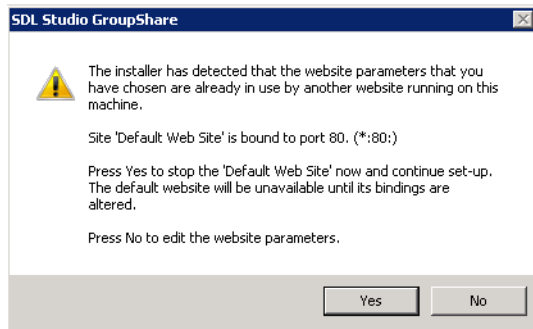 SDL Studio GroupShare
The installer has detected that the website parameters that you
have chosen are already in use by another website running on this
machine.
Site 'Default Web Site' is bound to port 80. (*:80:)
Press Yes to stop the 'Default Web Site' now and continue set-up.
The default website will be unavailable until its bindings are
altered.
Press No to edit the website parameters.
Yes
No